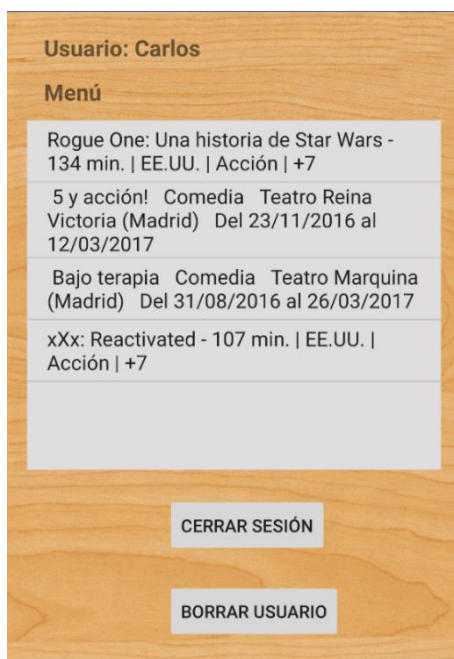 Usuario: Carlos
Menú
Rogue One: Una historia de Star Wars -
134 min. | EE.UU. | Acción | +7
5 y acción!   Comedia   Teatro Reina
Victoria (Madrid)   Del 23/11/2016 al
12/03/2017
Bajo terapia   Comedia   Teatro Marquina
(Madrid)   Del 31/08/2016 al 26/03/2017
xXx: Reactivated - 107 min. | EE.UU. |
Acción | +7
CERRAR SESIÓN
BORRAR USUARIO